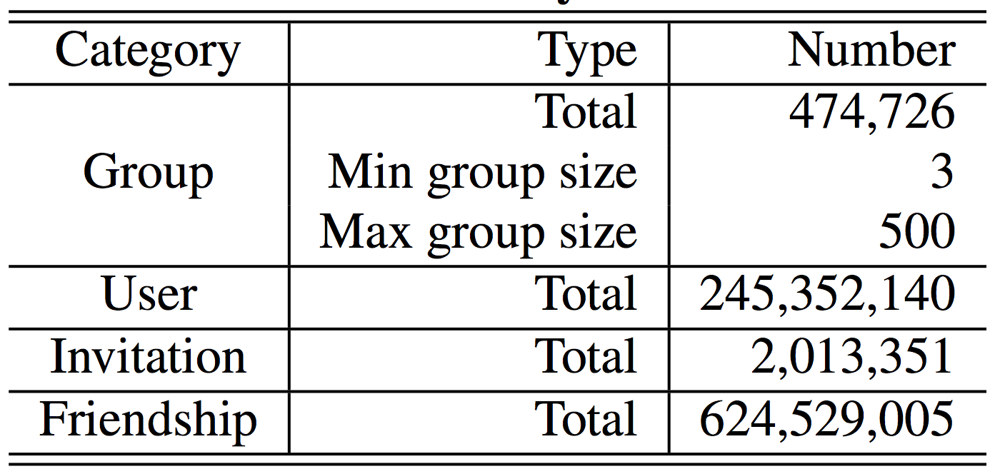 Category Type Number
Total 474,726
Group Min group size 3
Max group size 500
User Total 245,352,140
Invitation Total 2,013,351
Friendship Total 624,529,005